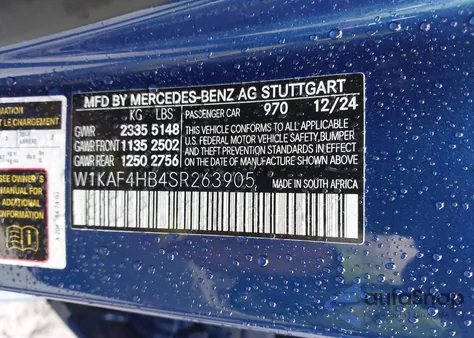 MFD BY MERCEDES-BENZ AG STUTTGART
KG LBS PASSENGER CAR 970 12/24
GVWR 2335 5148
GAWR FRONT 1135 2502
GAWR REAR 1250 2756
THIS VEHICLE CONFORMS TO ALL APPLICABLE
U.S. FEDERAL MOTOR VEHICLE SAFETY, BUMPER
AND THEFT PREVENTION STANDARDS IN EFFECT
ON THE DATE OF MANUFACTURE SHOWN ABOVE
W1KAF4HB4SR263905
MADE IN SOUTH AFRICA
SEE OWNER'S
MANUAL FOR
autoSnap